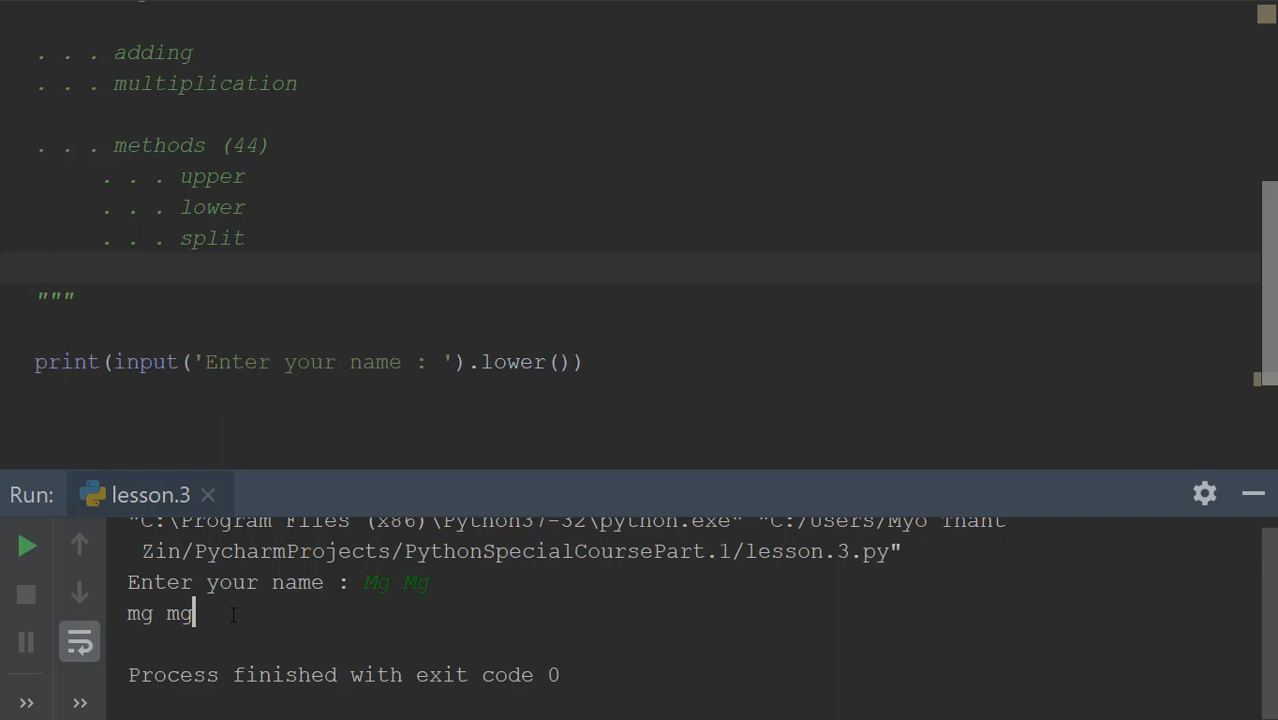 . . . adding
. . . multiplication
. . . methods (44)
. . . upper
. . . lower
. . . split
"""
print(input('Enter your name : ').lower())
Run: lesson.3
"C:\Program Files (x86)\Python37-32\python.exe" "C:/Users/Myo Thant
Zin/PycharmProjects/PythonSpecialCoursePart.1/lesson.3.py"
Enter your name : Mg Mg
mg mg
Process finished with exit code 0